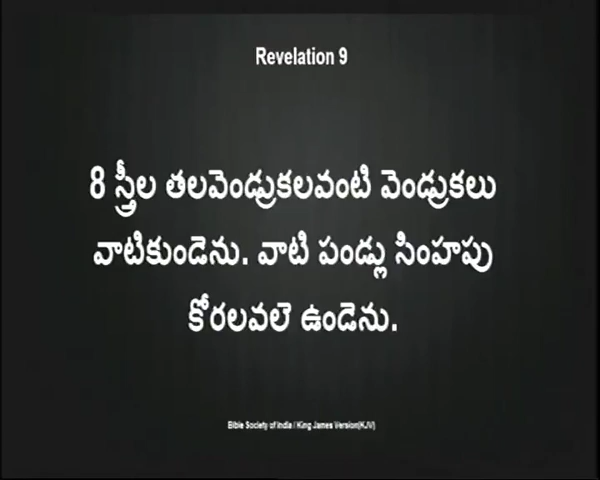 Revelation 9
8 స్త్రీల తలవెండ్రుకలవంటి వెండ్రుకలు
వాటికుండెను. వాటి పండ్లు సింహపు
కోరలవలె ఉండెను.
Bible Society of India / King James Version(KJV)